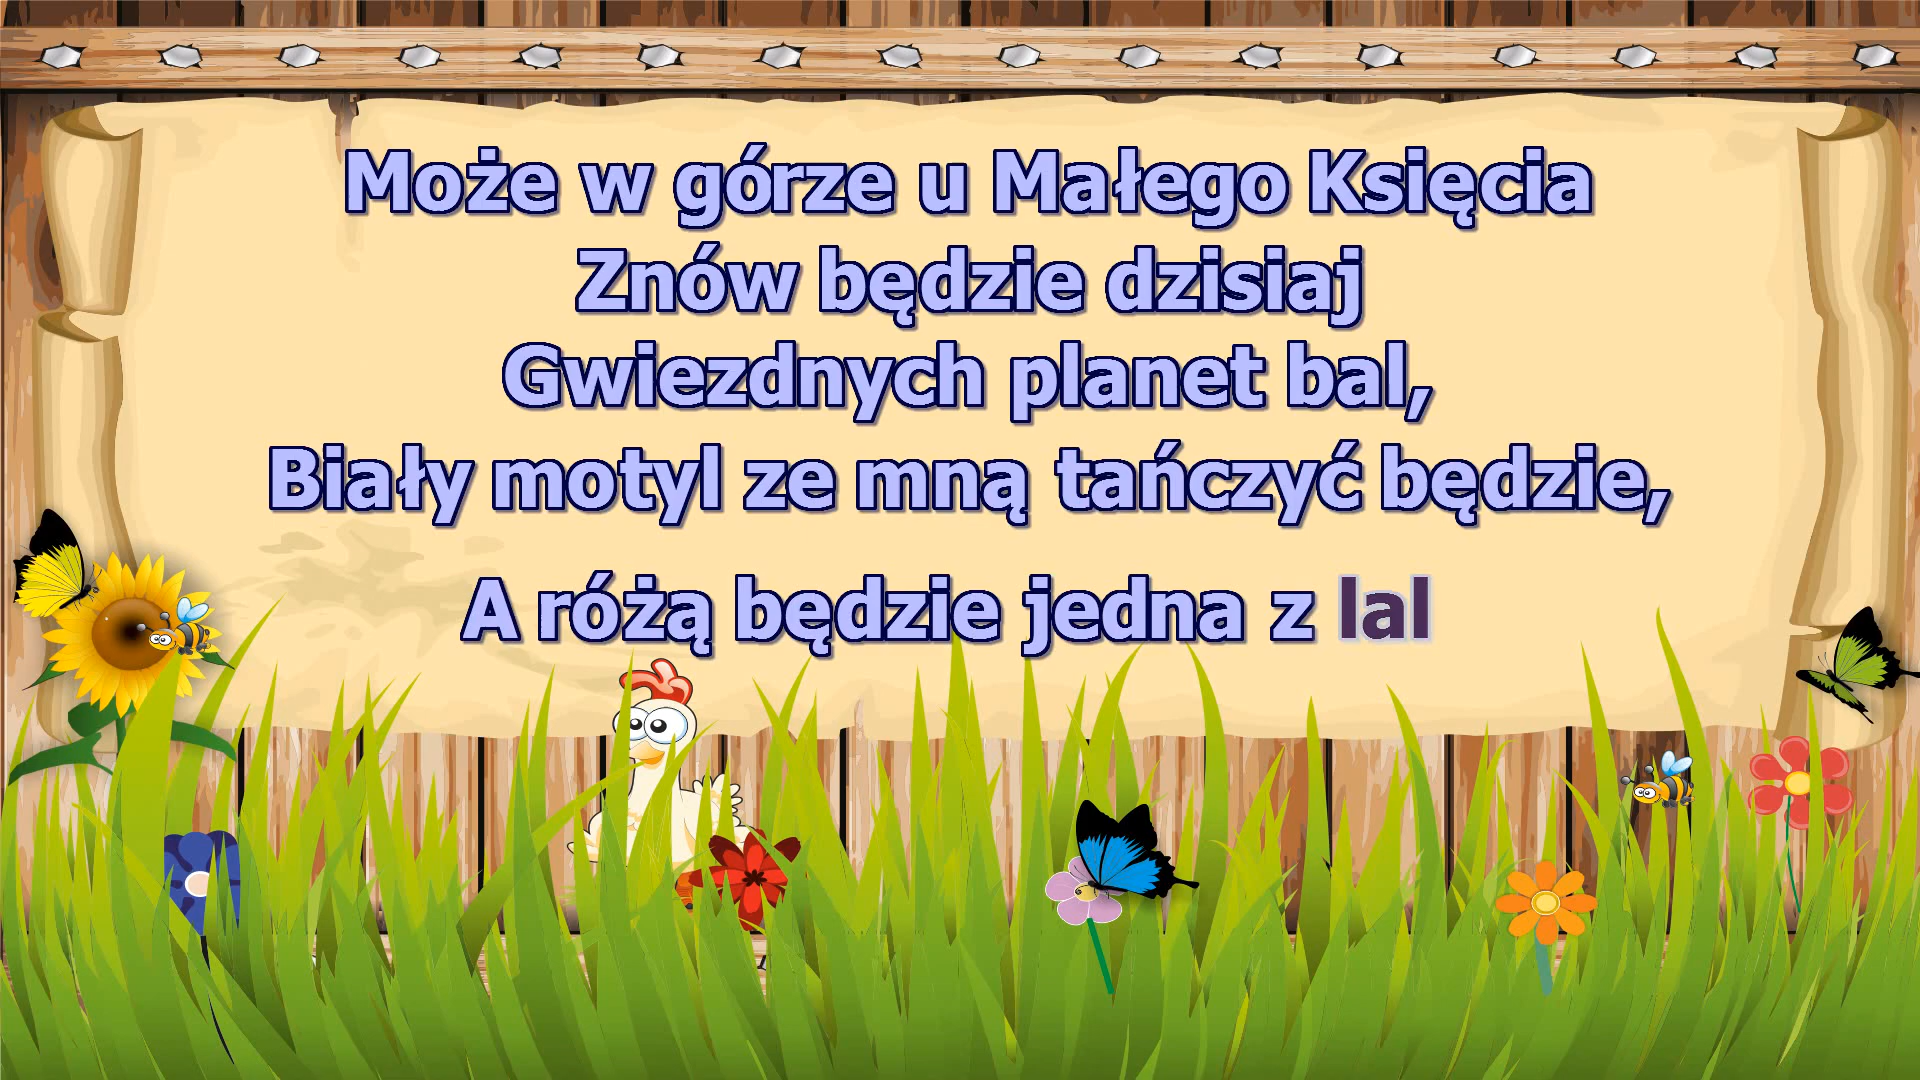 Może w górze u Małego Księcia
Znów będzie dzisiaj
Gwiezdnych planet bal,
Biały motyl ze mną tańczyć będzie,
A różą będzie jedna z lal